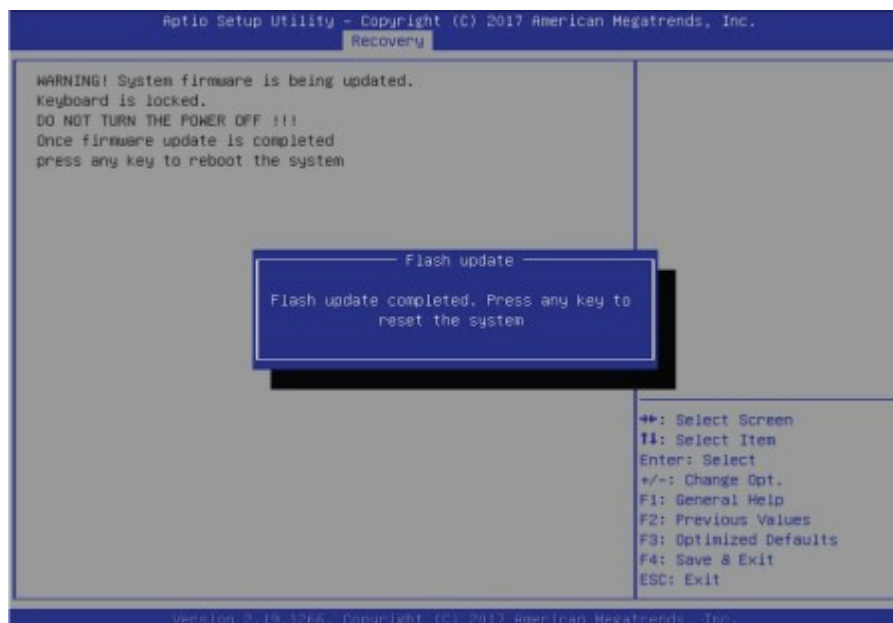 Aptio Setup Utility – Copyright (C) 2017 American Megatrends, Inc.
Recovery
WARNING! System firmware is being updated.
Keyboard is locked.
DO NOT TURN THE POWER OFF !!!
Once firmware update is completed
press any key to reboot the system
Flash update
Flash update completed. Press any key to
reset the system
→←: Select Screen
↑↓: Select Item
Enter: Select
+/-: Change Opt.
F1: General Help
F2: Previous Values
F3: Optimized Defaults
F4: Save & Exit
ESC: Exit
Version 2.19.1266. Copyright (C) 2017 American Megatrends, Inc.